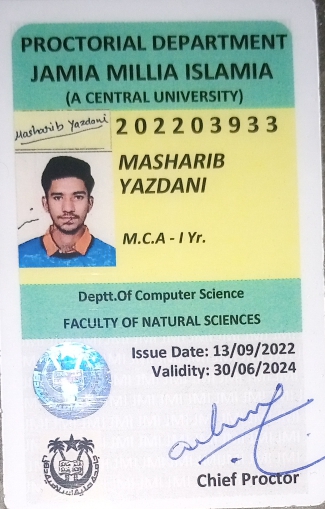 PROCTORIAL DEPARTMENT
JAMIA MILLIA ISLAMIA
(A CENTRAL UNIVERSITY)
Masharib Yazdani
202203933
MASHARIB
YAZDANI
M.C.A - I Yr.
Deptt.Of Computer Science
FACULTY OF NATURAL SCIENCES
Issue Date: 13/09/2022
Validity: 30/06/2024
Chief Proctor